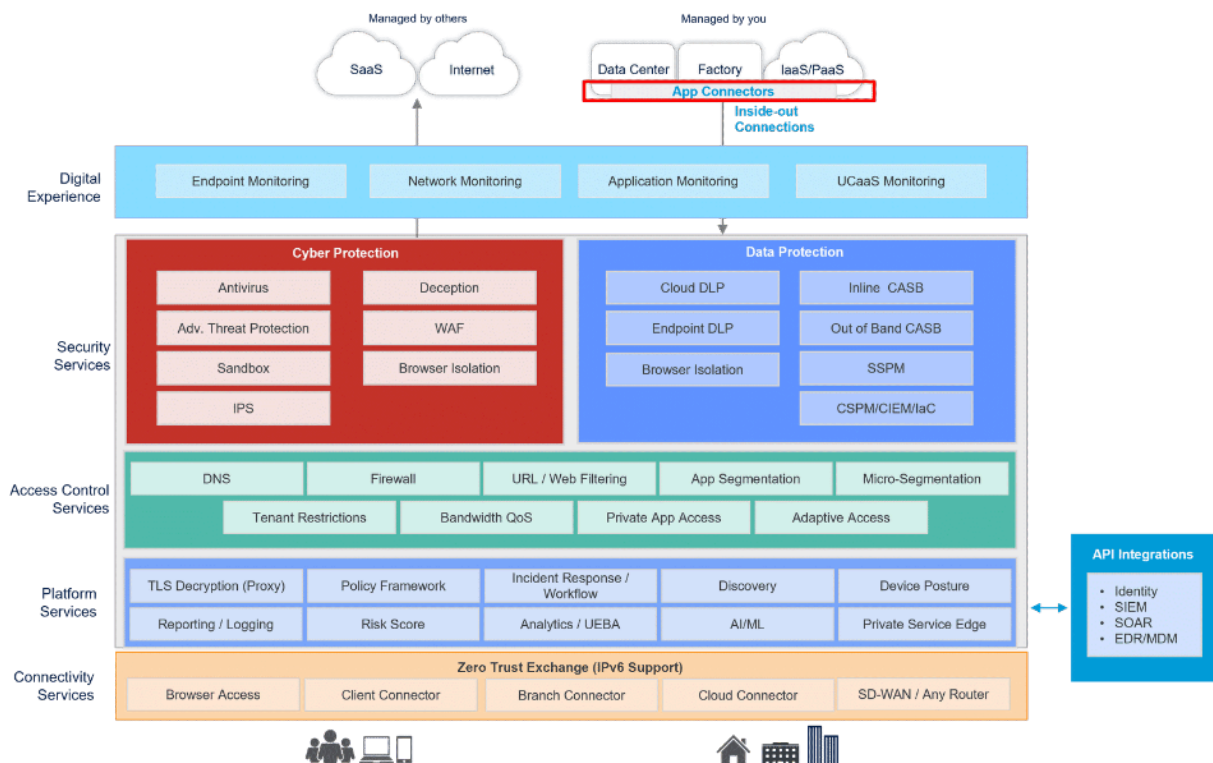 Managed by others
Managed by you
SaaS
Internet
Data Center
Factory
IaaS/PaaS
App Connectors
Inside-out
Connections
Digital
Experience
Endpoint Monitoring
Network Monitoring
Application Monitoring
UCaaS Monitoring
Security
Services
Cyber Protection
Antivirus
Deception
Adv. Threat Protection
WAF
Sandbox
Browser Isolation
IPS
Data Protection
Cloud DLP
Inline CASB
Endpoint DLP
Out of Band CASB
Browser Isolation
SSPM
CSPM/CIEM/IaC
Access Control
Services
DNS
Firewall
URL / Web Filtering
App Segmentation
Micro-Segmentation
Tenant Restrictions
Bandwidth QoS
Private App Access
Adaptive Access
Platform
Services
TLS Decryption (Proxy)
Policy Framework
Incident Response /
Workflow
Discovery
Device Posture
Reporting / Logging
Risk Score
Analytics / UEBA
AI/ML
Private Service Edge
API Integrations
• Identity
• SIEM
• SOAR
• EDR/MDM
Connectivity
Services
Zero Trust Exchange (IPv6 Support)
Browser Access
Client Connector
Branch Connector
Cloud Connector
SD-WAN / Any Router